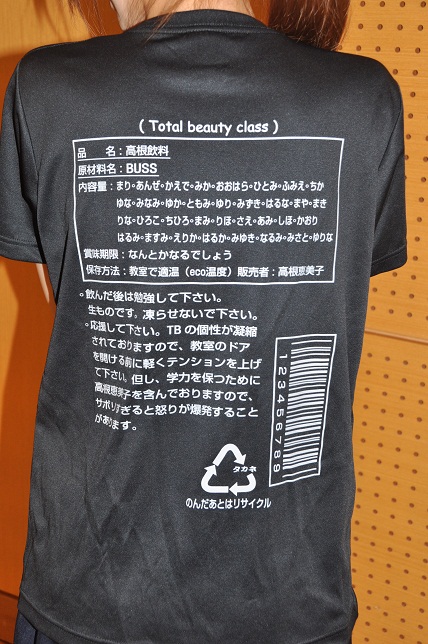 ( Total beauty class )
品　名：高根飲料
原材料名：BUSS
内容量：まり・あんぜ・かえで・みか・おおはら・ひとみ・ふみえ・ちか
ゆな・みなみ・ゆか・ともみ・ゆり・みずき・はるな・まや・まき
りな・ひろこ・ちひろ・まみ・りほ・さえ・あみ・しほ・かおり
はるみ・ますみ・えりか・はるか・みゆき・なるみ・みさと・ゆりな
賞味期限：なんとかなるでしょう
保存方法：教室で適温（eco温度）販売者：高根恵美子
。飲んだ後は勉強して下さい。
生ものです。凍らせないで下さい。
。応援して下さい。TBの個性が凝縮
されておりますので、教室のドア
を開ける前に軽くテンションを上げ
て下さい。但し、学力を保つために
高根恵美子を含んでおりますので、
サボりすぎると怒りが爆発すること
があります。
123456789
タカネ
のんだあとはリサイクル